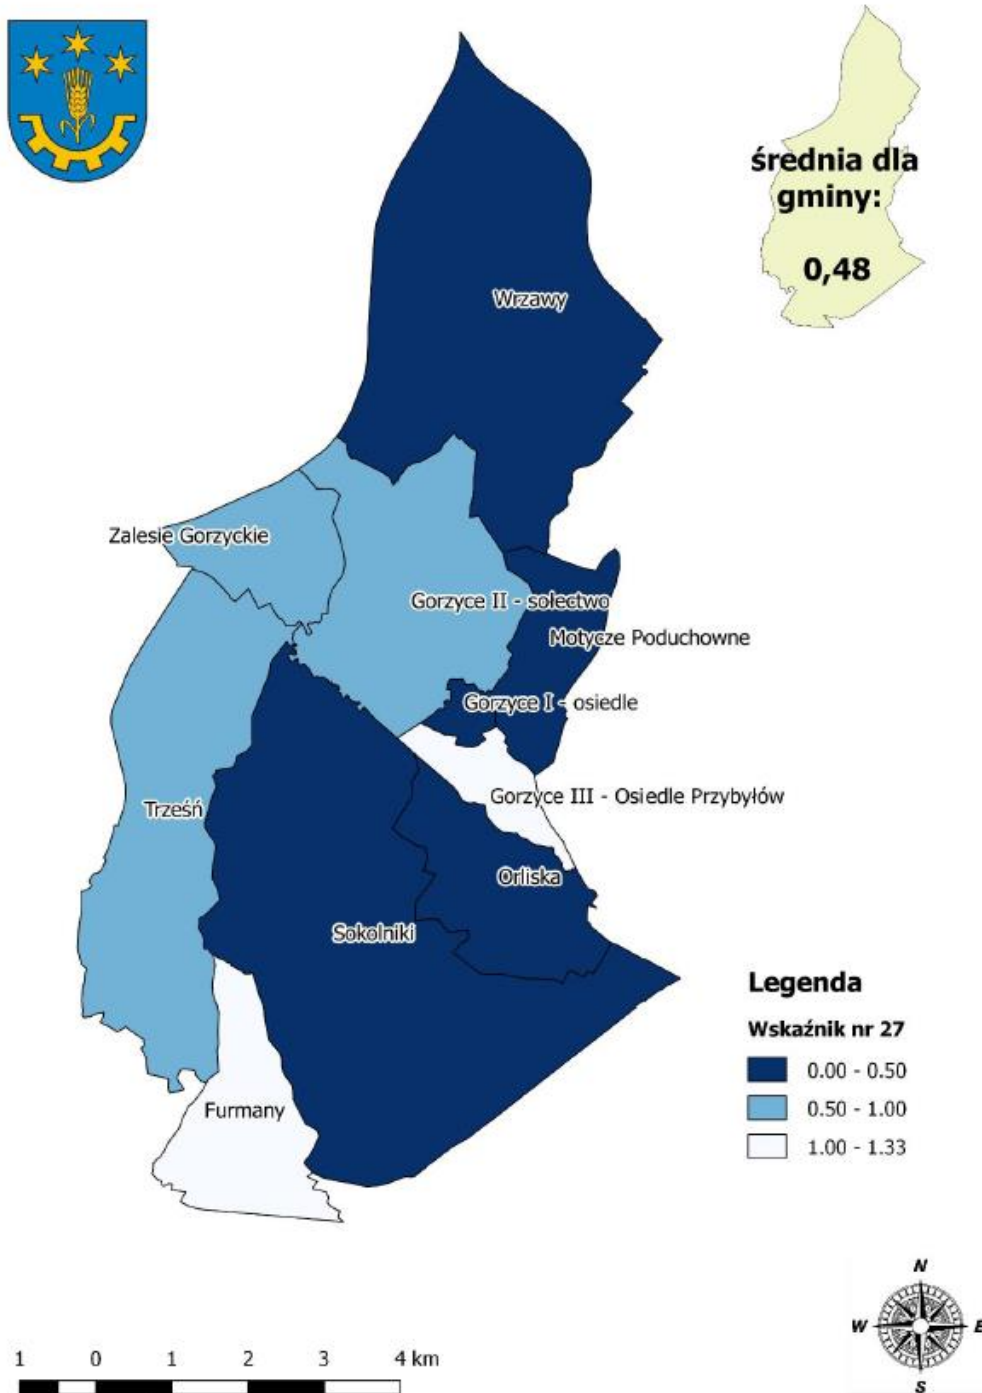 średnia dla
gminy:
0,48
Wrzawy
Zalesie Gorzyckie
Gorzyce II - sołectwo
Motycze Poduchowne
Gorzyce I - osiedle
Gorzyce III - Osiedle Przybyłów
Trześń
Orliska
Sokolniki
Furmany
Legenda
Wskaźnik nr 27
0.00 - 0.50
0.50 - 1.00
1.00 - 1.33
N
W E
S
1 0 1 2 3 4 km